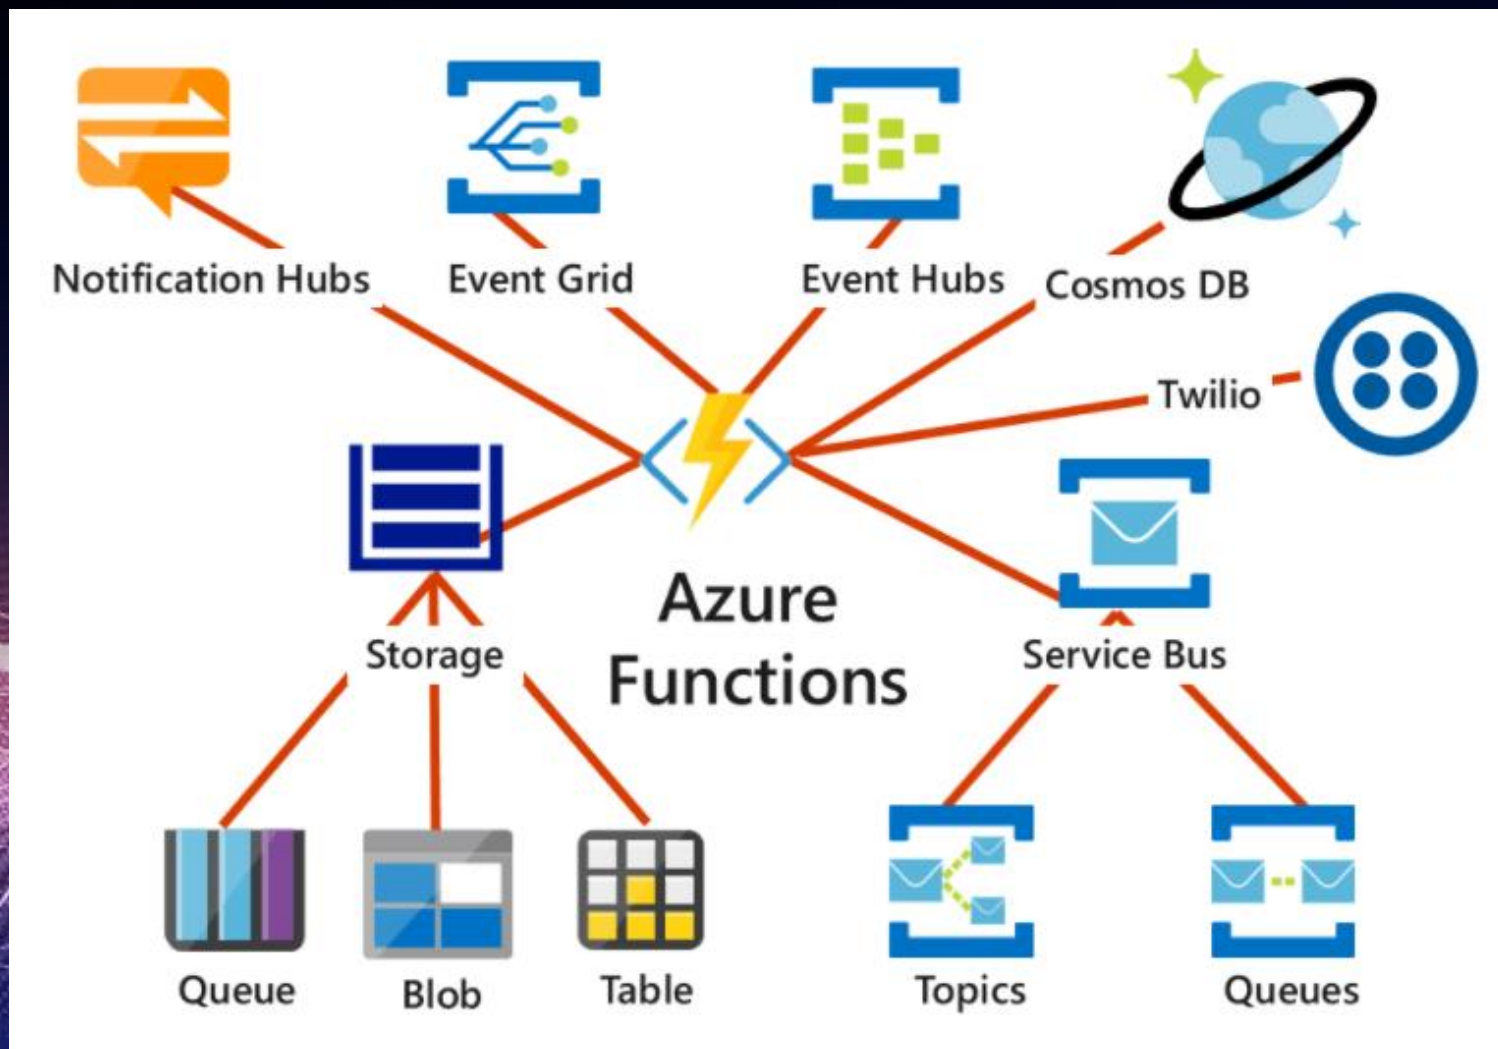 Notification Hubs
Event Grid
Event Hubs
Cosmos DB
Twilio
Azure
Functions
Storage
Service Bus
Queue
Blob
Table
Topics
Queues